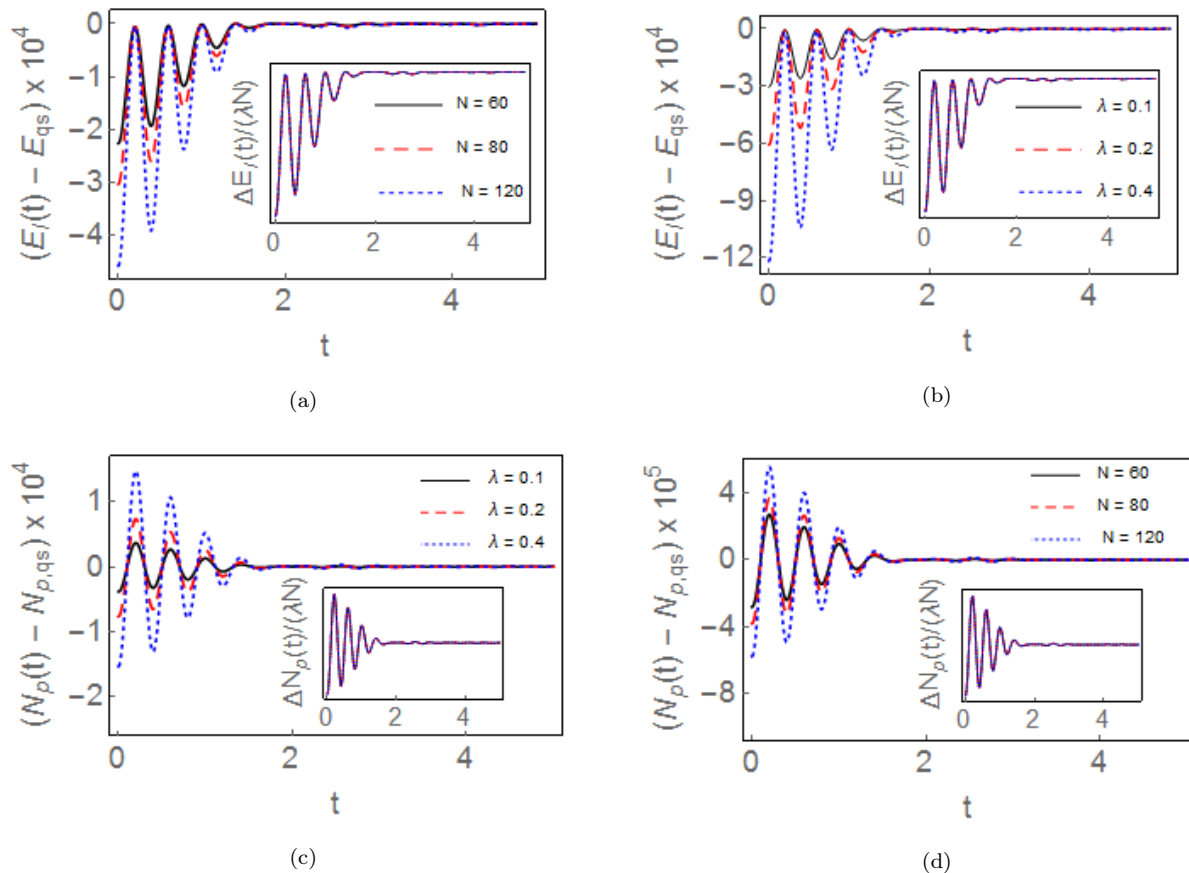 (E_l(t) − E_qs) x 10^4
0
−1
−2
−3
−4
0 2 4
t
ΔE_l(t)/(λN)
N = 60
N = 80
N = 120
0 2 4
(a)
(E_l(t) − E_qs) x 10^4
0
−3
−6
−9
−12
0 2 4
t
ΔE_l(t)/(λN)
λ = 0.1
λ = 0.2
λ = 0.4
0 2 4
(b)
(N_p(t) − N_p,qs) x 10^4
1
0
−1
−2
0 2 4
t
λ = 0.1
λ = 0.2
λ = 0.4
ΔN_p(t)/(λN)
0 2 4
(c)
(N_p(t) − N_p,qs) x 10^5
4
0
−4
−8
0 2 4
t
N = 60
N = 80
N = 120
ΔN_p(t)/(λN)
0 2 4
(d)